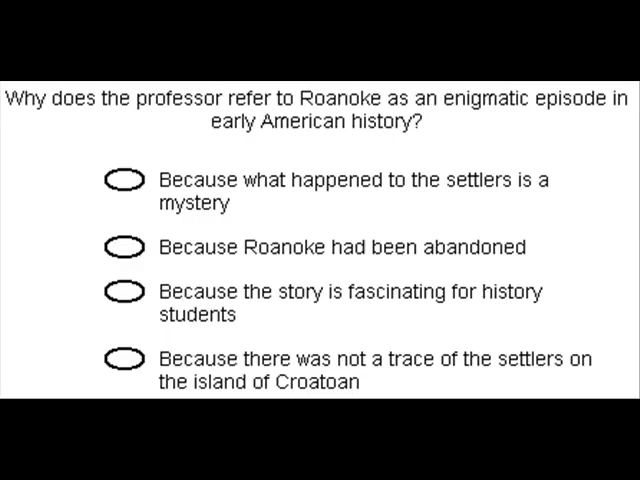 Why does the professor refer to Roanoke as an enigmatic episode in
early American history?
Because what happened to the settlers is a
mystery
Because Roanoke had been abandoned
Because the story is fascinating for history
students
Because there was not a trace of the settlers on
the island of Croatoan